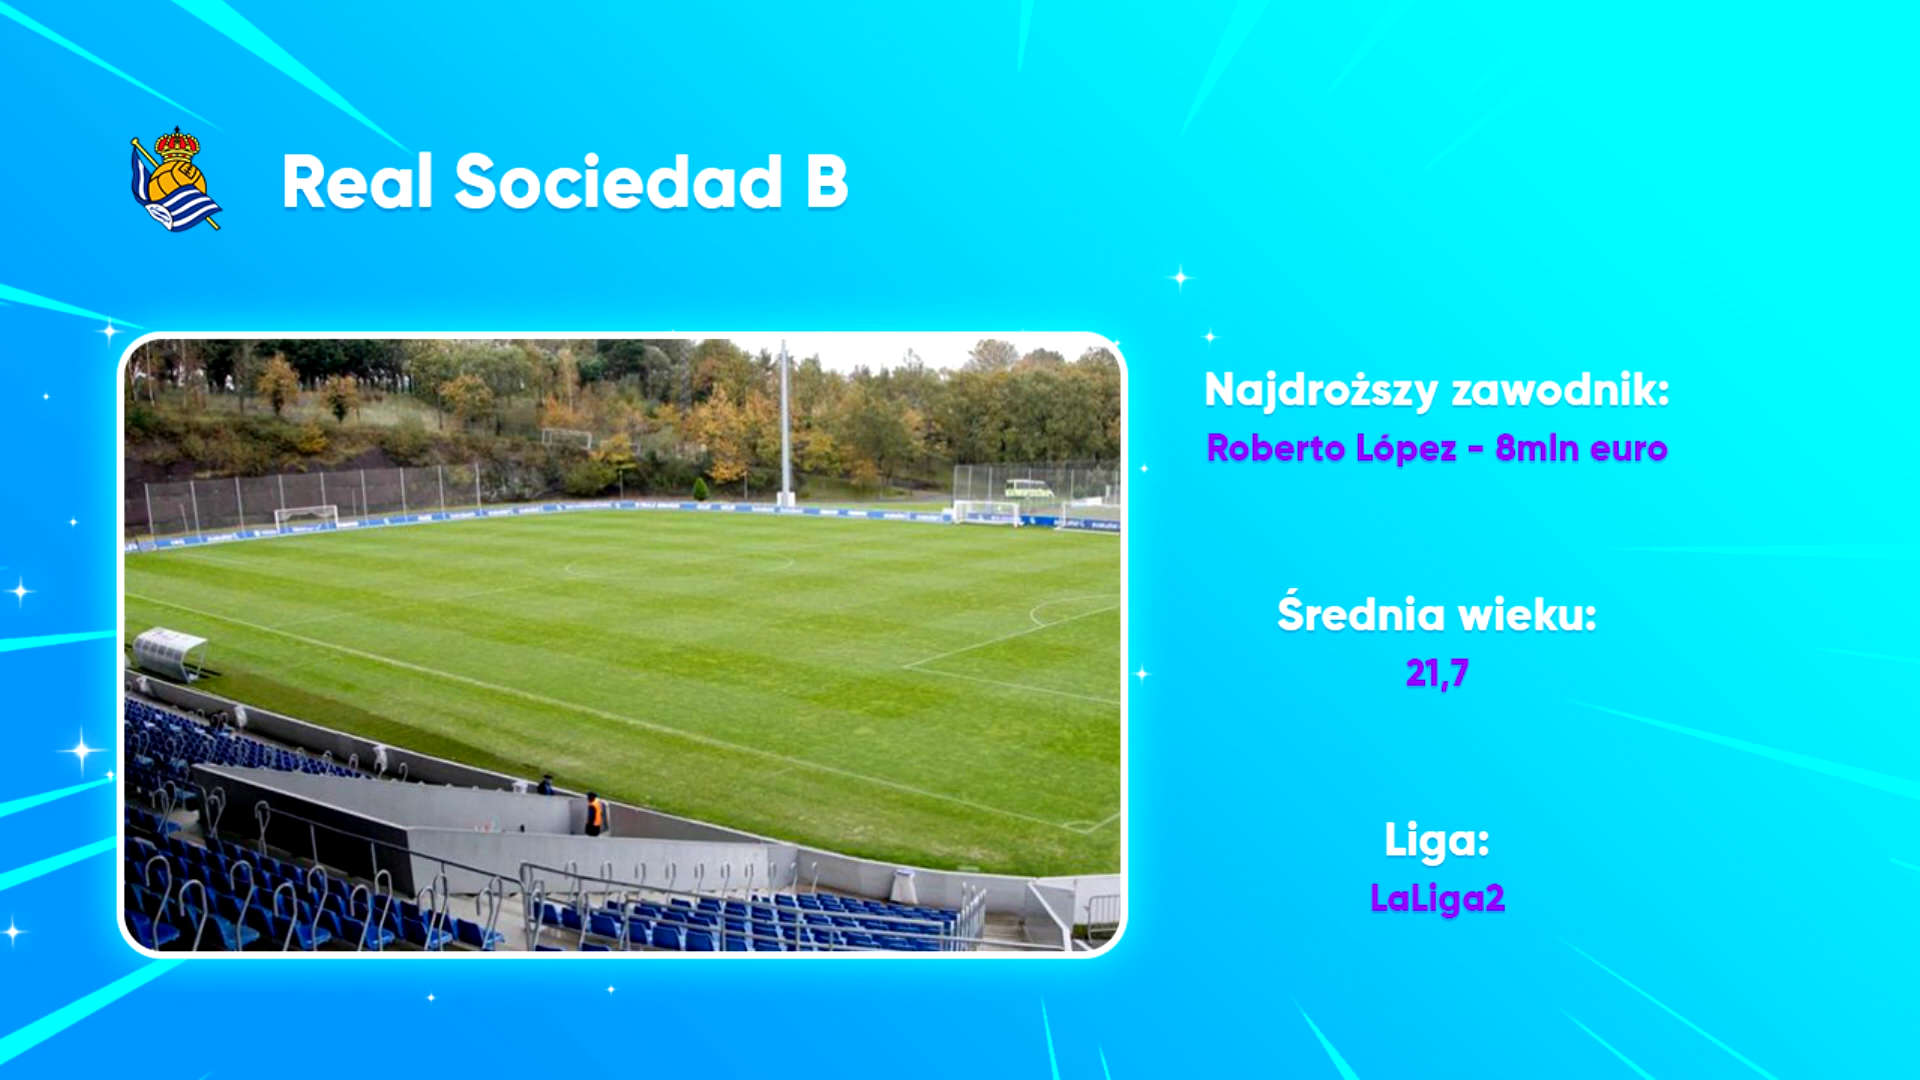 Real Sociedad B
Najdroższy zawodnik:
Roberto López - 8mln euro
Średnia wieku:
21,7
Liga:
LaLiga2